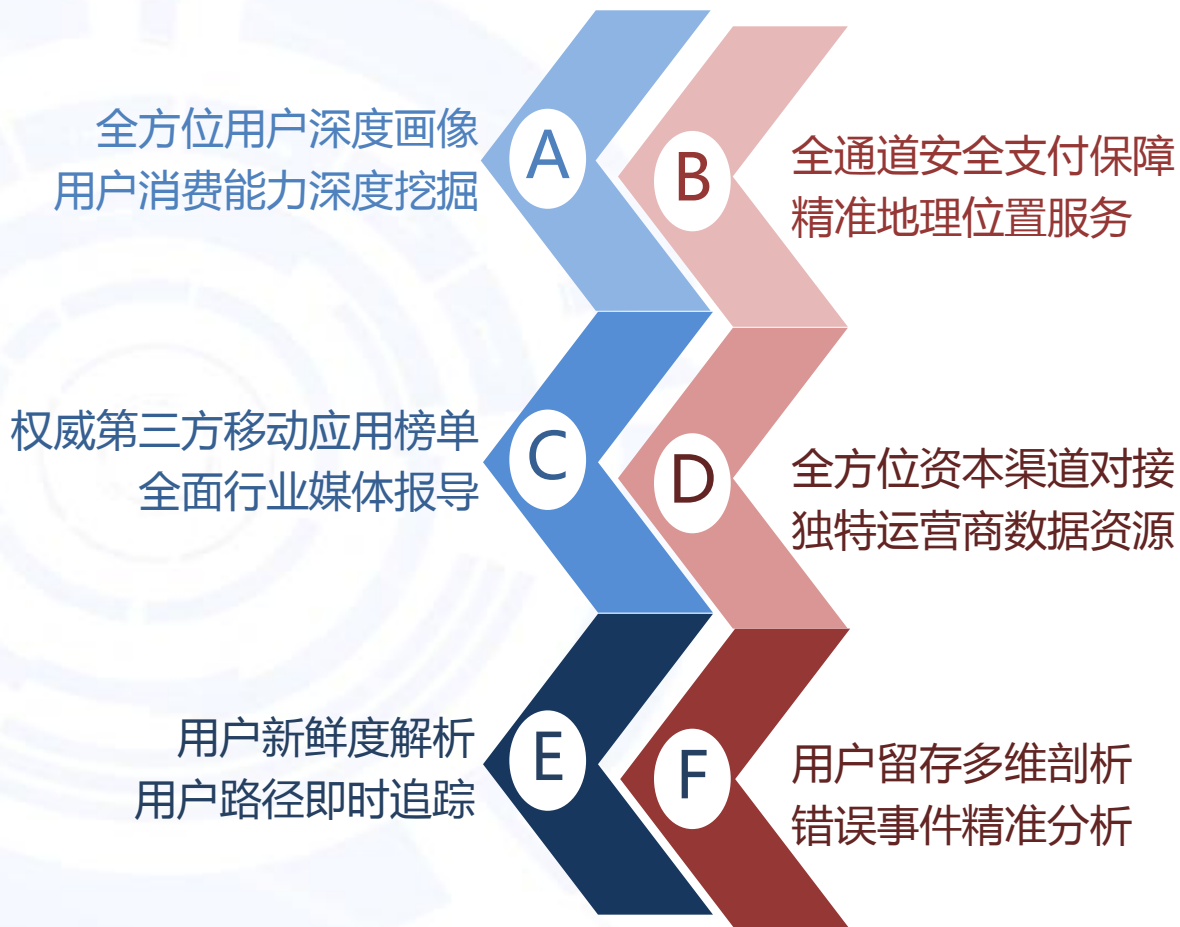 A
全方位用户深度画像
用户消费能力深度挖掘
B
全通道安全支付保障
精准地理位置服务
C
权威第三方移动应用榜单
全面行业媒体报导
D
全方位资本渠道对接
独特运营商数据资源
E
用户新鲜度解析
用户路径即时追踪
F
用户留存多维剖析
错误事件精准分析